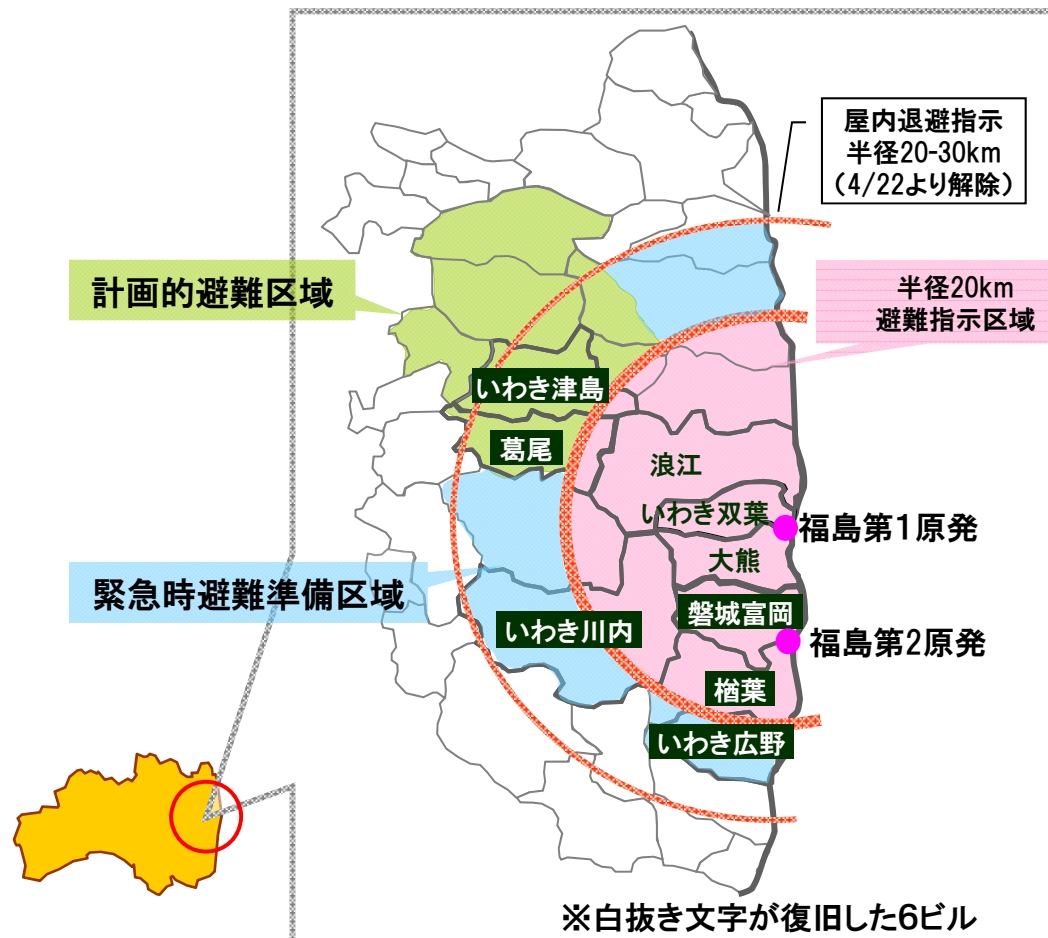 屋内退避指示
半径20-30km
（4/22より解除）
計画的避難区域
半径20km
避難指示区域
いわき津島
葛尾
浪江
いわき双葉
福島第1原発
大熊
緊急時避難準備区域
磐城富岡
いわき川内
福島第2原発
楢葉
いわき広野
※白抜き文字が復旧した6ビル